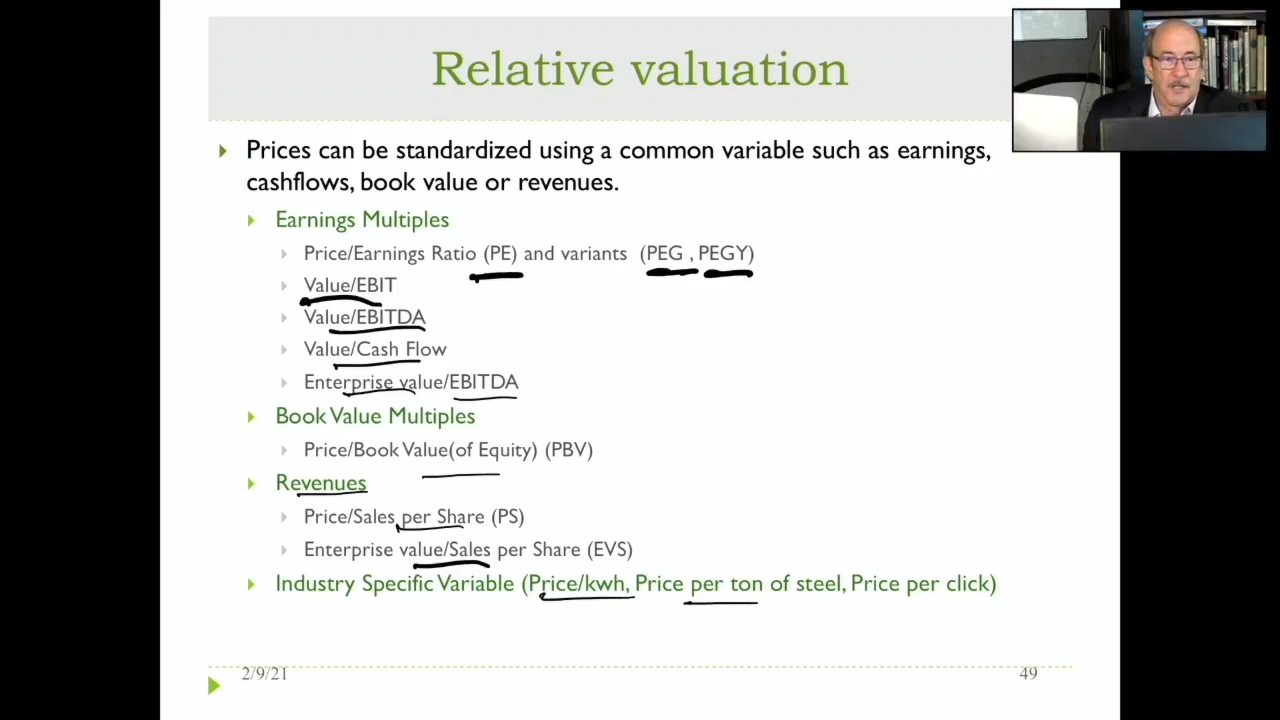 Relative valuation
Prices can be standardized using a common variable such as earnings,
cashflows, book value or revenues.
Earnings Multiples
Price/Earnings Ratio (PE) and variants (PEG , PEGY)
Value/EBIT
Value/EBITDA
Value/Cash Flow
Enterprise value/EBITDA
Book Value Multiples
Price/Book Value(of Equity) (PBV)
Revenues
Price/Sales per Share (PS)
Enterprise value/Sales per Share (EVS)
Industry Specific Variable (Price/kwh, Price per ton of steel, Price per click)
2/9/21
49